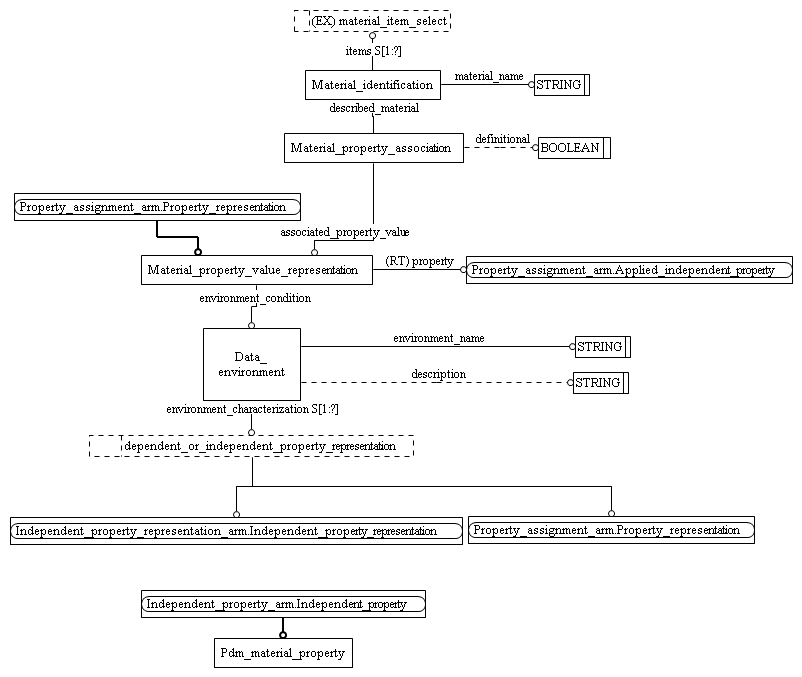 (EX) material_item_select
items S[1:?]
Material_identification
material_name
STRING
described_material
Material_property_association
definitional
BOOLEAN
Property_assignment_arm.Property_representation
associated_property_value
Material_property_value_representation
(RT) property
Property_assignment_arm.Applied_independent_property
environment_condition
Data_
environment
environment_name
STRING
description
STRING
environment_characterization S[1:?]
dependent_or_independent_property_representation
Independent_property_representation_arm.Independent_property_representation
Property_assignment_arm.Property_representation
Independent_property_arm.Independent_property
Pdm_material_property